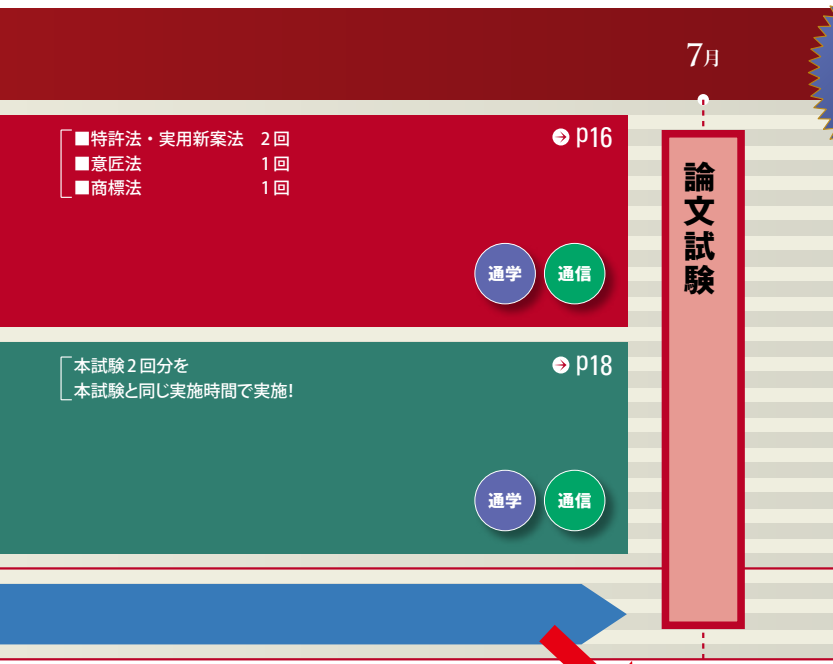 7月
■特許法・実用新案法 2回
■意匠法 1回
■商標法 1回
p16
通学 通信
論文試験
本試験2回分を
本試験と同じ実施時間で実施!
p18
通学 通信